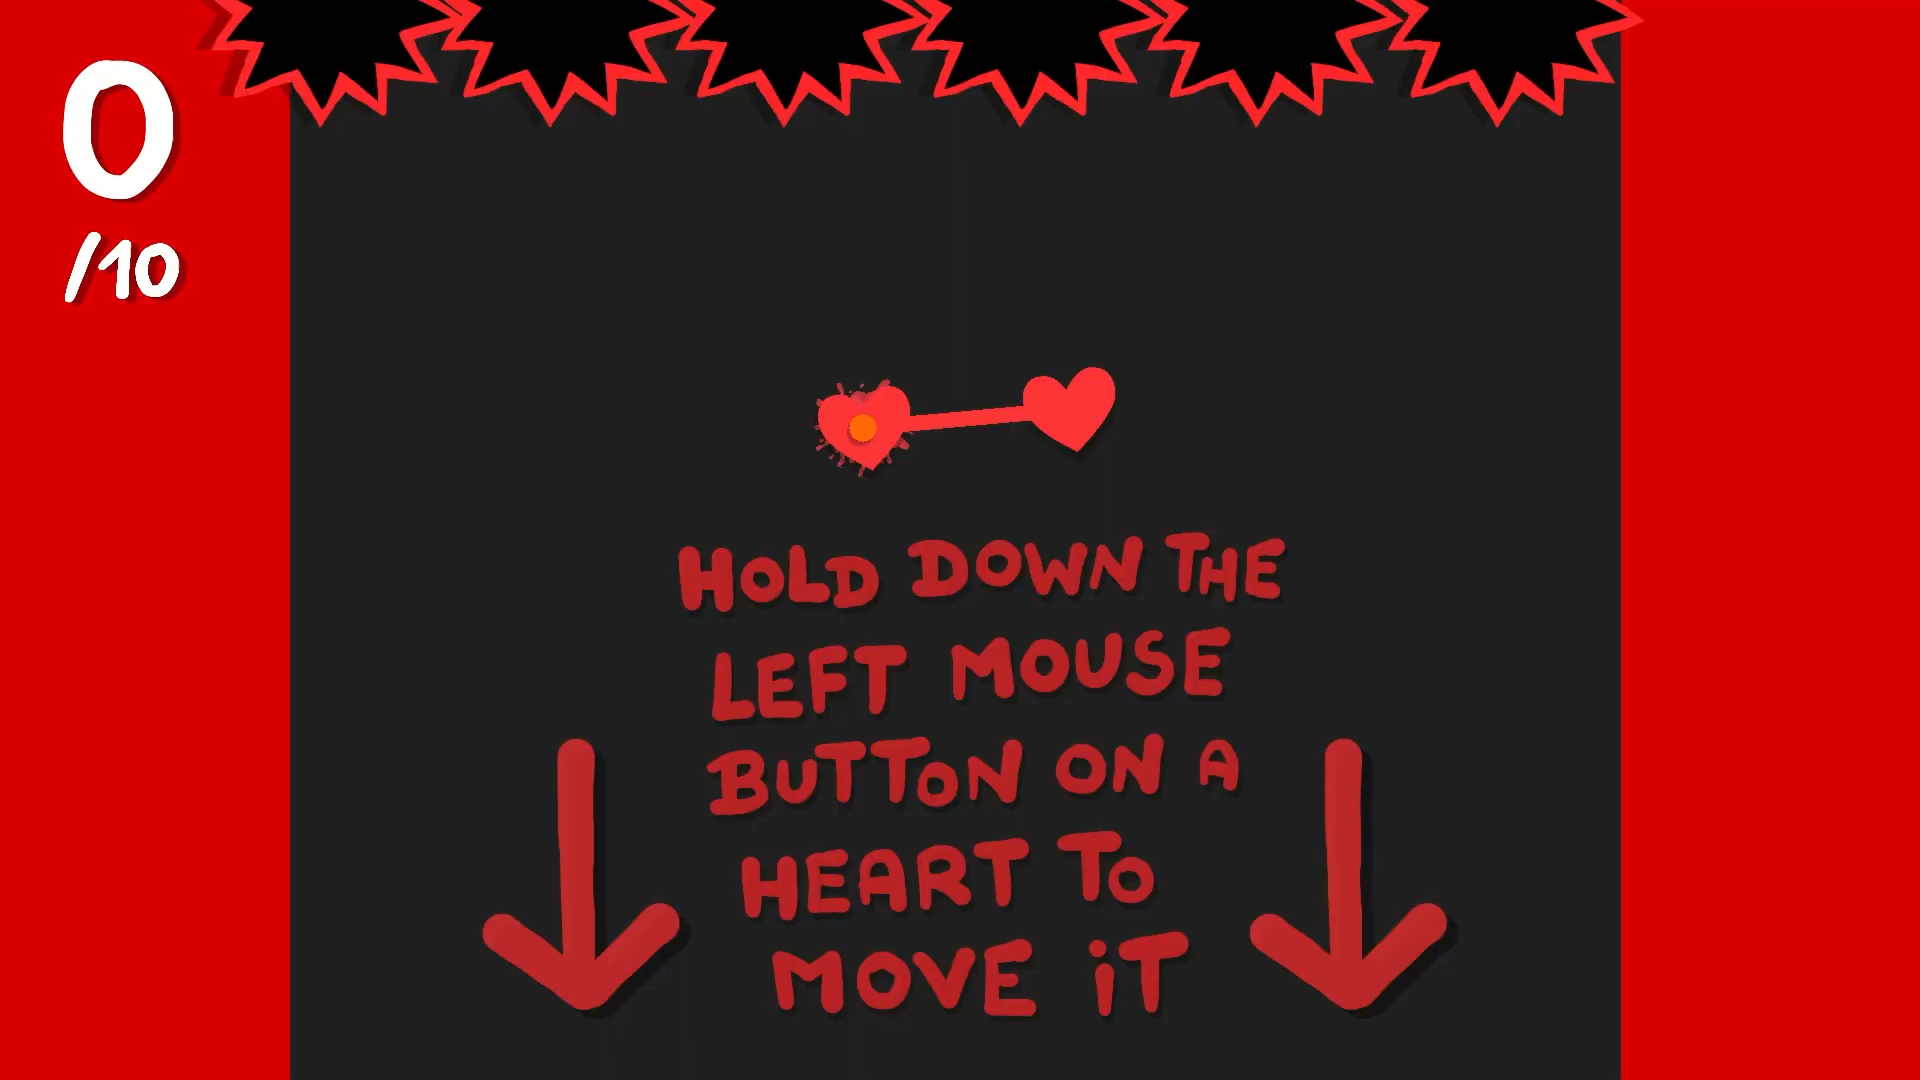 0
/10
HOLD DOWN THE
LEFT MOUSE
BUTTON ON A
HEART TO
MOVE iT